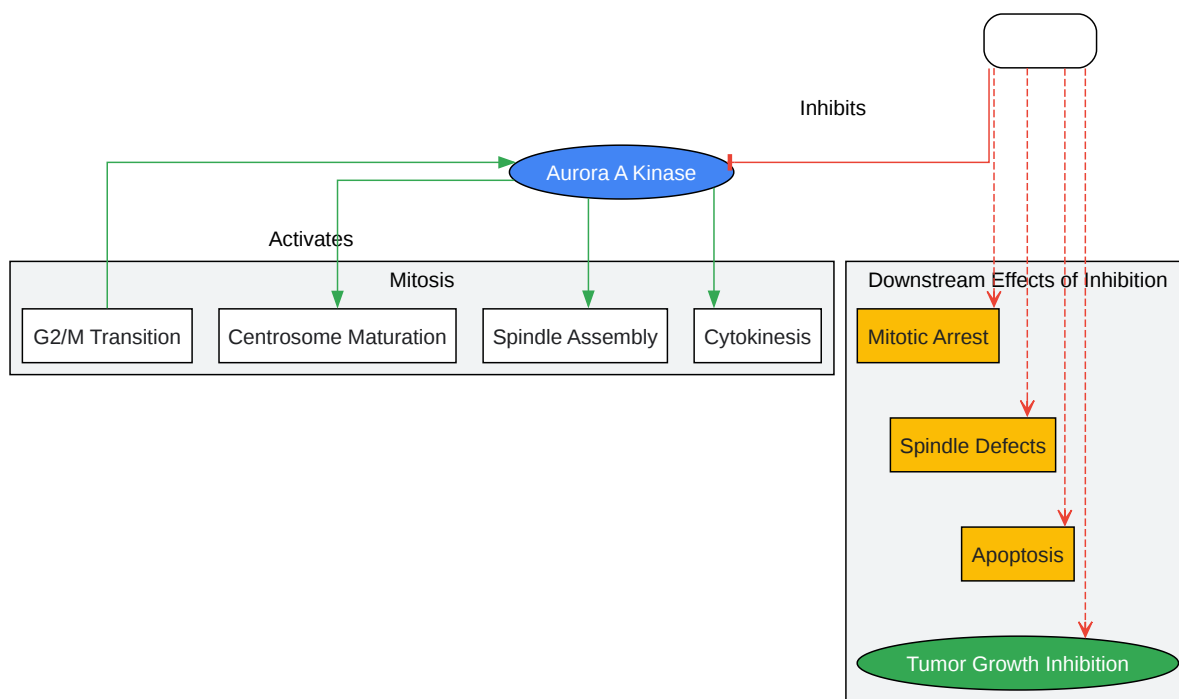 Inhibits
Aurora A Kinase
Activates
Mitosis
Downstream Effects of Inhibition
G2/M Transition
Centrosome Maturation
Spindle Assembly
Cytokinesis
Mitotic Arrest
Spindle Defects
Apoptosis
Tumor Growth Inhibition